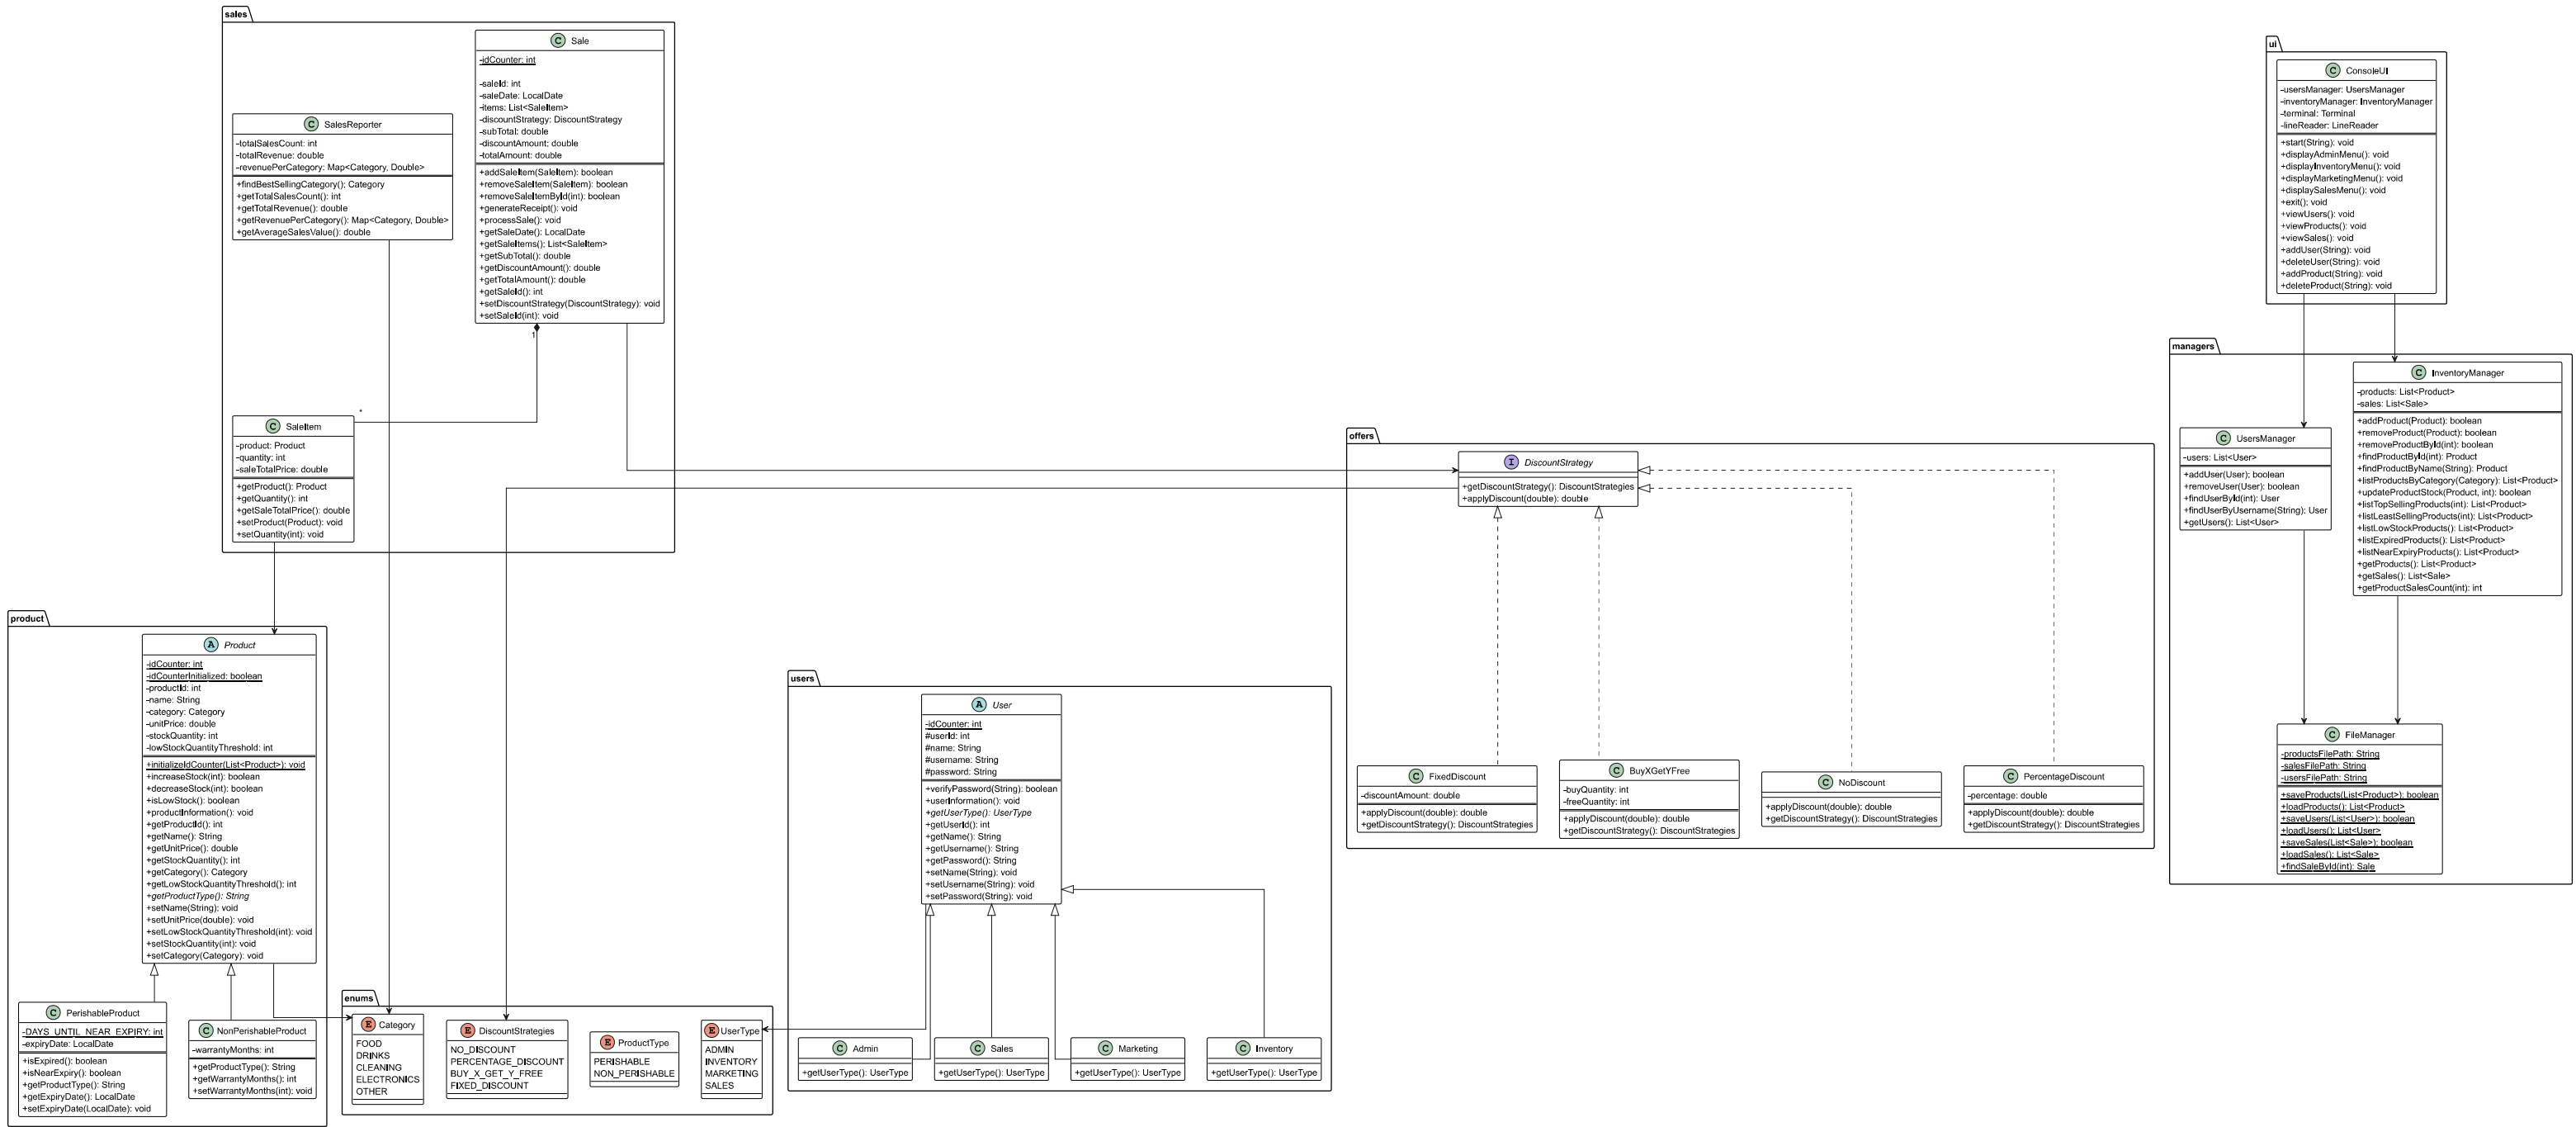 sales
C Sale
-idCounter: int
-saleId: int
-saleDate: LocalDate
-items: List<SaleItem>
-discountStrategy: DiscountStrategy
-subTotal: double
-discountAmount: double
-totalAmount: double
+addSaleItem(SaleItem): boolean
+removeSaleItem(SaleItem): boolean
+removeSaleItemById(int): boolean
+generateReceipt(): void
+processSale(): void
+getSaleDate(): LocalDate
+getSaleItems(): List<SaleItem>
+getSubTotal(): double
+getDiscountAmount(): double
+getTotalAmount(): double
+getSaleId(): int
+setDiscountStrategy(DiscountStrategy): void
+setSaleId(int): void
1
*
C SalesReporter
-totalSalesCount: int
-totalRevenue: double
-revenuePerCategory: Map<Category, Double>
+findBestSellingCategory(): Category
+getTotalSalesCount(): int
+getTotalRevenue(): double
+getRevenuePerCategory(): Map<Category, Double>
+getAverageSalesValue(): double
C SaleItem
-product: Product
-quantity: int
-saleTotalPrice: double
+getProduct(): Product
+getQuantity(): int
+getSaleTotalPrice(): double
+setProduct(Product): void
+setQuantity(int): void
ui
C ConsoleUI
-usersManager: UsersManager
-inventoryManager: InventoryManager
-terminal: Terminal
-lineReader: LineReader
+start(String): void
+displayAdminMenu(): void
+displayInventoryMenu(): void
+displayMarketingMenu(): void
+displaySalesMenu(): void
+exit(): void
+viewUsers(): void
+viewProducts(): void
+viewSales(): void
+addUser(String): void
+deleteUser(String): void
+addProduct(String): void
+deleteProduct(String): void
managers
C InventoryManager
-products: List<Product>
-sales: List<Sale>
+addProduct(Product): boolean
+removeProduct(Product): boolean
+removeProductById(int): boolean
+findProductById(int): Product
+findProductByName(String): Product
+listProductsByCategory(Category): List<Product>
+updateProductStock(Product, int): boolean
+listTopSellingProducts(int): List<Product>
+listLeastSellingProducts(int): List<Product>
+listLowStockProducts(): List<Product>
+listExpiredProducts(): List<Product>
+listNearExpiryProducts(): List<Product>
+getProducts(): List<Product>
+getSales(): List<Sale>
+getProductSalesCount(int): int
C UsersManager
-users: List<User>
+addUser(User): boolean
+removeUser(User): boolean
+findUserById(int): User
+findUserByUsername(String): User
+getUsers(): List<User>
C FileManager
-productsFilePath: String
-salesFilePath: String
-usersFilePath: String
+saveProducts(List<Product>): boolean
+loadProducts(): List<Product>
+saveUsers(List<User>): boolean
+loadUsers(): List<User>
+saveSales(List<Sale>): boolean
+loadSales(): List<Sale>
+findSaleById(int): Sale
offers
I DiscountStrategy
+getDiscountStrategy(): DiscountStrategies
+applyDiscount(double): double
C FixedDiscount
-discountAmount: double
+applyDiscount(double): double
+getDiscountStrategy(): DiscountStrategies
C BuyXGetYFree
-buyQuantity: int
-freeQuantity: int
+applyDiscount(double): double
+getDiscountStrategy(): DiscountStrategies
C NoDiscount
+applyDiscount(double): double
+getDiscountStrategy(): DiscountStrategies
C PercentageDiscount
-percentage: double
+applyDiscount(double): double
+getDiscountStrategy(): DiscountStrategies
product
A Product
-idCounter: int
-idCounterInitialized: boolean
-productId: int
-name: String
-category: Category
-unitPrice: double
-stockQuantity: int
-lowStockQuantityThreshold: int
+initializeIdCounter(List<Product>): void
+increaseStock(int): boolean
+decreaseStock(int): boolean
+isLowStock(): boolean
+productInformation(): void
+getProductId(): int
+getName(): String
+getUnitPrice(): double
+getStockQuantity(): int
+getCategory(): Category
+getLowStockQuantityThreshold(): int
+getProductType(): String
+setName(String): void
+setUnitPrice(double): void
+setLowStockQuantityThreshold(int): void
+setStockQuantity(int): void
+setCategory(Category): void
C PerishableProduct
-DAYS_UNTIL_NEAR_EXPIRY: int
-expiryDate: LocalDate
+isExpired(): boolean
+isNearExpiry(): boolean
+getProductType(): String
+getExpiryDate(): LocalDate
+setExpiryDate(LocalDate): void
C NonPerishableProduct
-warrantyMonths: int
+getProductType(): String
+getWarrantyMonths(): int
+setWarrantyMonths(int): void
enums
E Category
FOOD
DRINKS
CLEANING
ELECTRONICS
OTHER
E DiscountStrategies
NO_DISCOUNT
PERCENTAGE_DISCOUNT
BUY_X_GET_Y_FREE
FIXED_DISCOUNT
E ProductType
PERISHABLE
NON_PERISHABLE
E UserType
ADMIN
INVENTORY
MARKETING
SALES
users
A User
-idCounter: int
#userId: int
#name: String
#username: String
#password: String
+verifyPassword(String): boolean
+userInformation(): void
+getUserType(): UserType
+getUserId(): int
+getName(): String
+getUsername(): String
+getPassword(): String
+setName(String): void
+setUsername(String): void
+setPassword(String): void
C Admin
+getUserType(): UserType
C Sales
+getUserType(): UserType
C Marketing
+getUserType(): UserType
C Inventory
+getUserType(): UserType